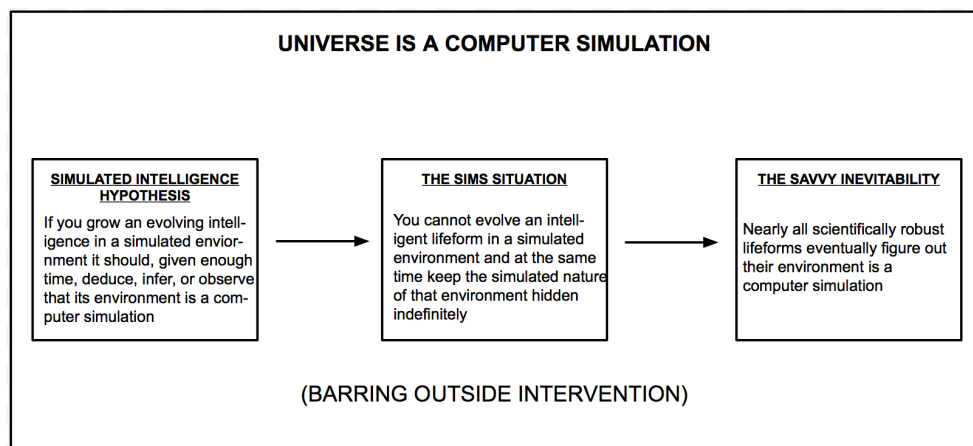 UNIVERSE IS A COMPUTER SIMULATION
SIMULATED INTELLIGENCE
HYPOTHESIS
If you grow an evolving intell-
igence in a simulated envior-
nment it should, given enough
time, deduce, infer, or observe
that its environment is a com-
puter simulation
THE SIMS SITUATION
You cannot evolve an intell-
igent lifeform in a simulated
environment and at the same
time keep the simulated nature
of that environment hidden
indefinitely
THE SAVVY INEVITABILITY
Nearly all scientifically robust
lifeforms eventually figure out
their environment is a
computer simulation
(BARRING OUTSIDE INTERVENTION)